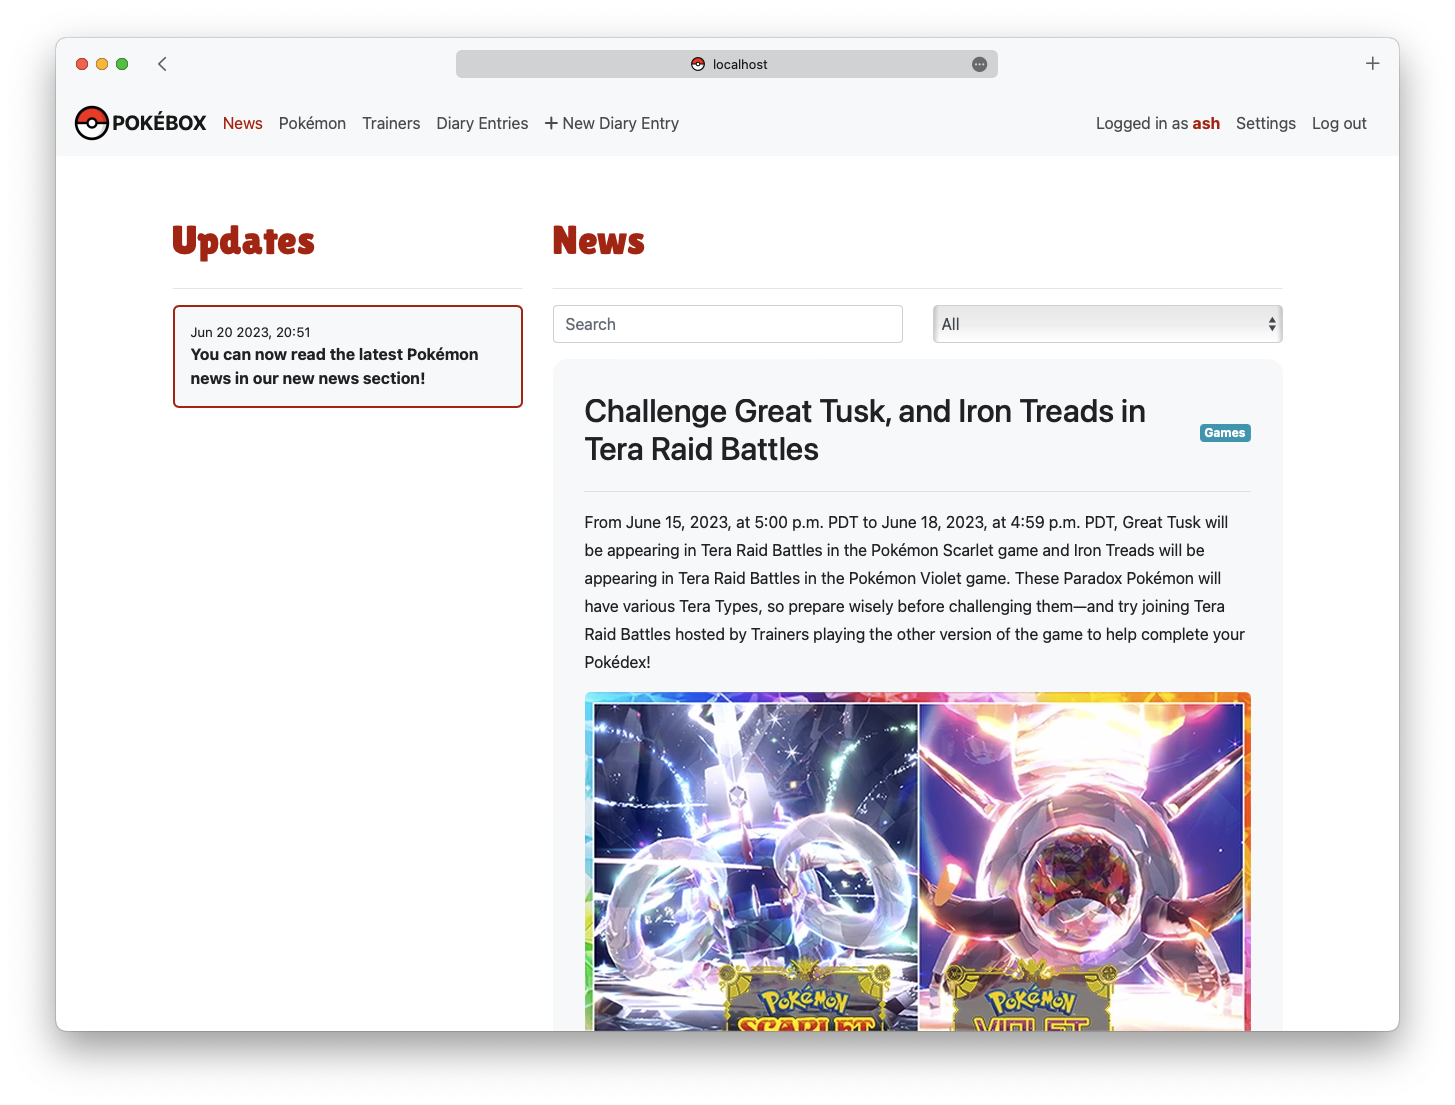 localhost
POKÉBOX News Pokémon Trainers Diary Entries + New Diary Entry Logged in as ash Settings Log out
Updates
Jun 20 2023, 20:51
You can now read the latest Pokémon
news in our new news section!
News
Search
All
Challenge Great Tusk, and Iron Treads in
Tera Raid Battles
Games
From June 15, 2023, at 5:00 p.m. PDT to June 18, 2023, at 4:59 p.m. PDT, Great Tusk will
be appearing in Tera Raid Battles in the Pokémon Scarlet game and Iron Treads will be
appearing in Tera Raid Battles in the Pokémon Violet game. These Paradox Pokémon will
have various Tera Types, so prepare wisely before challenging them—and try joining Tera
Raid Battles hosted by Trainers playing the other version of the game to help complete your
Pokédex!
POKÉMON
SCARLET
POKÉMON
VIOLET